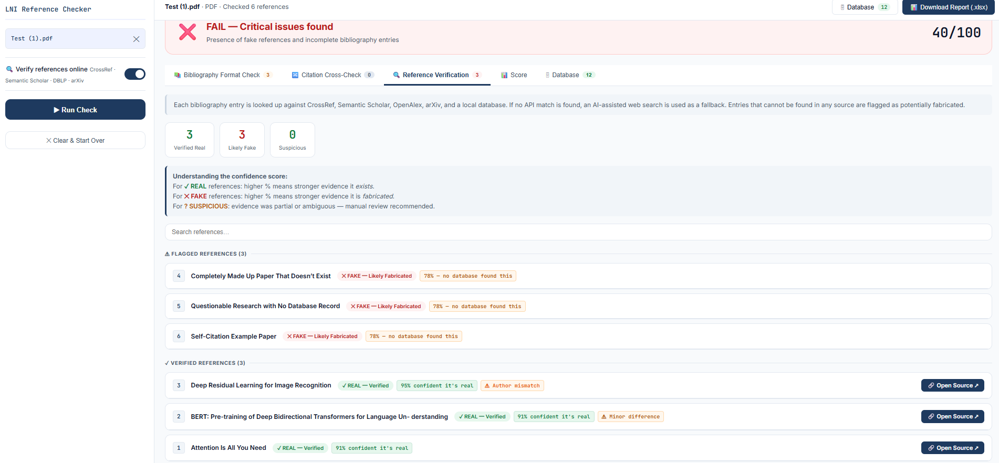 LNI Reference Checker
Test (1).pdf
Verify references online CrossRef ·
Semantic Scholar · DBLP · arXiv
▶ Run Check
✕ Clear & Start Over
Test (1).pdf · PDF · Checked 6 references
Database 12
Download Report (.xlsx)
FAIL — Critical issues found
Presence of fake references and incomplete bibliography entries
40/100
Bibliography Format Check 3
Citation Cross-Check 0
Reference Verification 3
Score
Database 12
Each bibliography entry is looked up against CrossRef, Semantic Scholar, OpenAlex, arXiv, and a local database. If no API match is found, an AI-assisted web search is used as a fallback. Entries that cannot be found in any source are flagged as potentially fabricated.
3
Verified Real
3
Likely Fake
0
Suspicious
Understanding the confidence score:
For ✓ REAL references: higher % means stronger evidence it exists.
For ✕ FAKE references: higher % means stronger evidence it is fabricated.
For ? SUSPICIOUS: evidence was partial or ambiguous — manual review recommended.
Search references...
⚠ FLAGGED REFERENCES (3)
4 Completely Made Up Paper That Doesn't Exist ✕ FAKE — Likely Fabricated 78% — no database found this
5 Questionable Research with No Database Record ✕ FAKE — Likely Fabricated 78% — no database found this
6 Self-Citation Example Paper ✕ FAKE — Likely Fabricated 78% — no database found this
✓ VERIFIED REFERENCES (3)
3 Deep Residual Learning for Image Recognition ✓ REAL — Verified 95% confident it's real ⚠ Author mismatch Open Source ↗
2 BERT: Pre-training of Deep Bidirectional Transformers for Language Un- derstanding ✓ REAL — Verified 91% confident it's real ⚠ Minor difference Open Source ↗
1 Attention Is All You Need ✓ REAL — Verified 91% confident it's real Open Source ↗